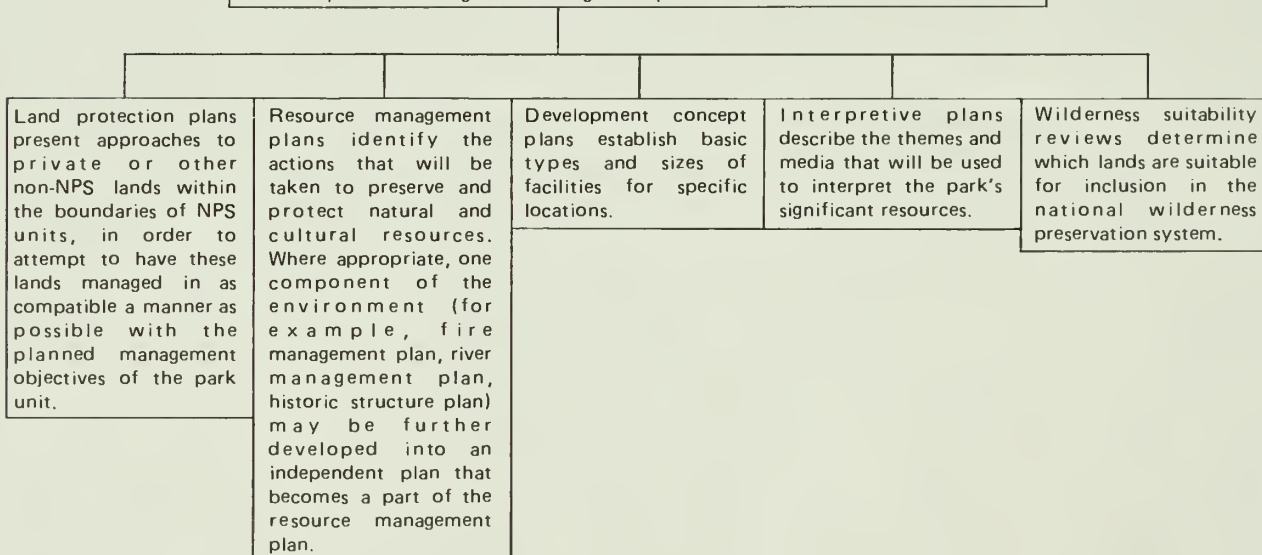 Land protection plans
present approaches to
private or other
non-NPS lands within
the boundaries of NPS
units, in order to
attempt to have these
lands managed in as
compatible a manner as
possible with the
planned management
objectives of the park
unit.
Resource management
plans identify the
actions that will be
taken to preserve and
protect natural and
cultural resources.
Where appropriate, one
component of the
environment (for
example, fire
management plan, river
management plan,
historic structure plan)
may be further
developed into an
independent plan that
becomes a part of the
resource management
plan.
Development concept
plans establish basic
types and sizes of
facilities for specific
locations.
Interpretive plans
describe the themes and
media that will be used
to interpret the park's
significant resources.
Wilderness suitability
reviews determine
which lands are suitable
for inclusion in the
national wilderness
preservation system.